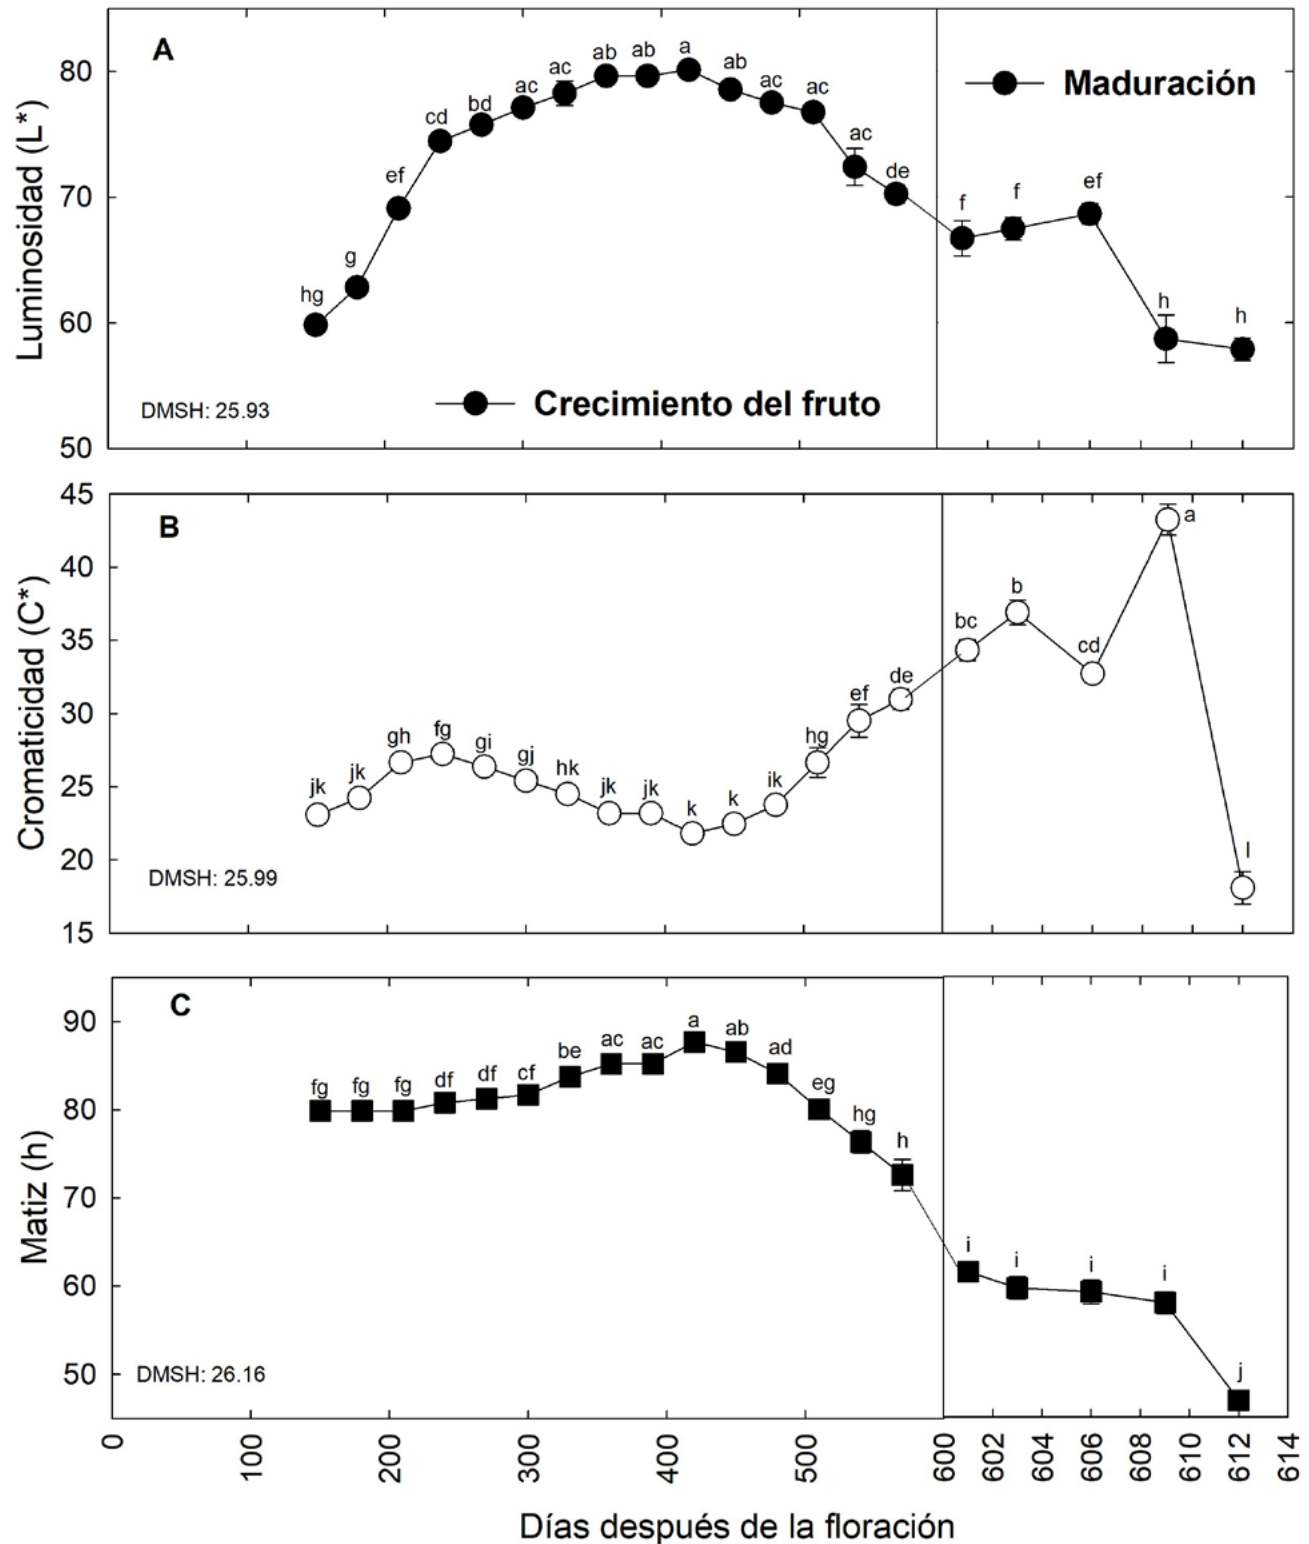 A
Luminosidad (L*)
80
70
60
50
hg
g
ef
cd
bd
ac
ac
ab
ab
a
ab
ac
ac
ac
de
f
f
ef
h
h
Maduración
Crecimiento del fruto
DMSH: 25.93
B
Cromaticidad (C*)
45
40
35
30
25
20
15
jk
jk
gh
fg
gi
gj
hk
jk
jk
k
k
ik
hg
ef
de
bc
b
cd
a
l
DMSH: 25.99
C
Matiz (h)
90
80
70
60
50
fg
fg
fg
df
df
cf
be
ac
ac
a
ab
ad
eg
hg
h
i
i
i
i
j
DMSH: 26.16
0
100
200
300
400
500
600
602
604
606
608
610
612
614
Días después de la floración